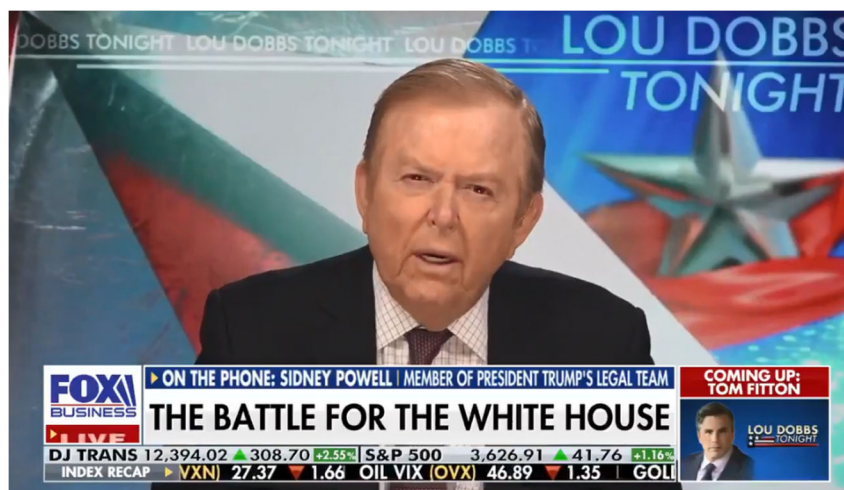 DOBBS TONIGHT LOU DOBBS TONIGHT LOU DOBBS T
LOU DOBBS
TONIGHT
FOX
BUSINESS
LIVE
ON THE PHONE: SIDNEY POWELL | MEMBER OF PRESIDENT TRUMP'S LEGAL TEAM
THE BATTLE FOR THE WHITE HOUSE
COMING UP:
TOM FITTON
LOU DOBBS
TONIGHT
DJ TRANS 12,394.02 ▲ 308.70 +2.55% S&P 500 3,626.91 ▲ 41.76 +1.16%
INDEX RECAP VXN) 27.37 ▼ 1.66 OIL VIX (OVX) 46.89 ▼ 1.35 | GOL